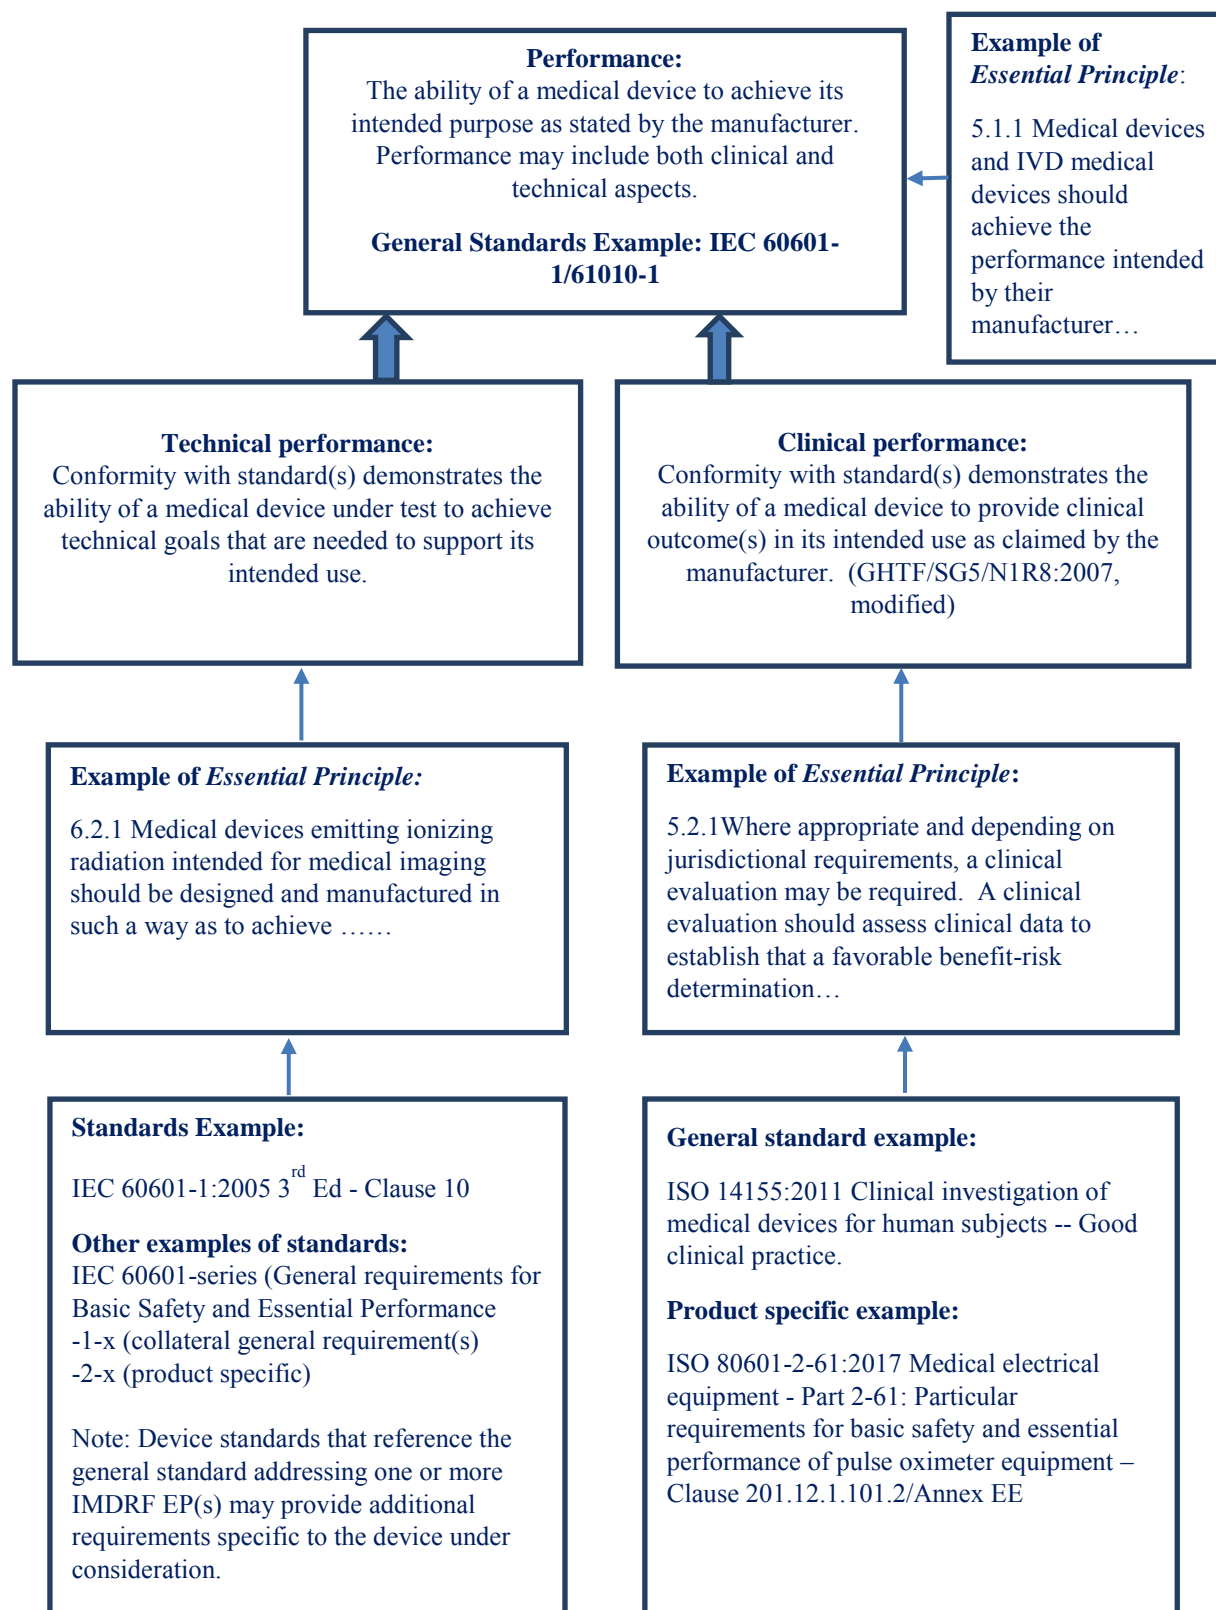 Performance:
The ability of a medical device to achieve its
intended purpose as stated by the manufacturer.
Performance may include both clinical and
technical aspects.
General Standards Example: IEC 60601-
1/61010-1
Example of
Essential Principle:
5.1.1 Medical devices
and IVD medical
devices should
achieve the
performance intended
by their
manufacturer…
Technical performance:
Conformity with standard(s) demonstrates the
ability of a medical device under test to achieve
technical goals that are needed to support its
intended use.
Clinical performance:
Conformity with standard(s) demonstrates the
ability of a medical device to provide clinical
outcome(s) in its intended use as claimed by the
manufacturer.  (GHTF/SG5/N1R8:2007,
modified)
Example of Essential Principle:
6.2.1 Medical devices emitting ionizing
radiation intended for medical imaging
should be designed and manufactured in
such a way as to achieve ……
Example of Essential Principle:
5.2.1Where appropriate and depending on
jurisdictional requirements, a clinical
evaluation may be required.  A clinical
evaluation should assess clinical data to
establish that a favorable benefit-risk
determination…
Standards Example:
IEC 60601-1:2005 3rd Ed - Clause 10
Other examples of standards:
IEC 60601-series (General requirements for
Basic Safety and Essential Performance
-1-x (collateral general requirement(s)
-2-x (product specific)
Note: Device standards that reference the
general standard addressing one or more
IMDRF EP(s) may provide additional
requirements specific to the device under
consideration.
General standard example:
ISO 14155:2011 Clinical investigation of
medical devices for human subjects -- Good
clinical practice.
Product specific example:
ISO 80601-2-61:2017 Medical electrical
equipment - Part 2-61: Particular
requirements for basic safety and essential
performance of pulse oximeter equipment –
Clause 201.12.1.101.2/Annex EE